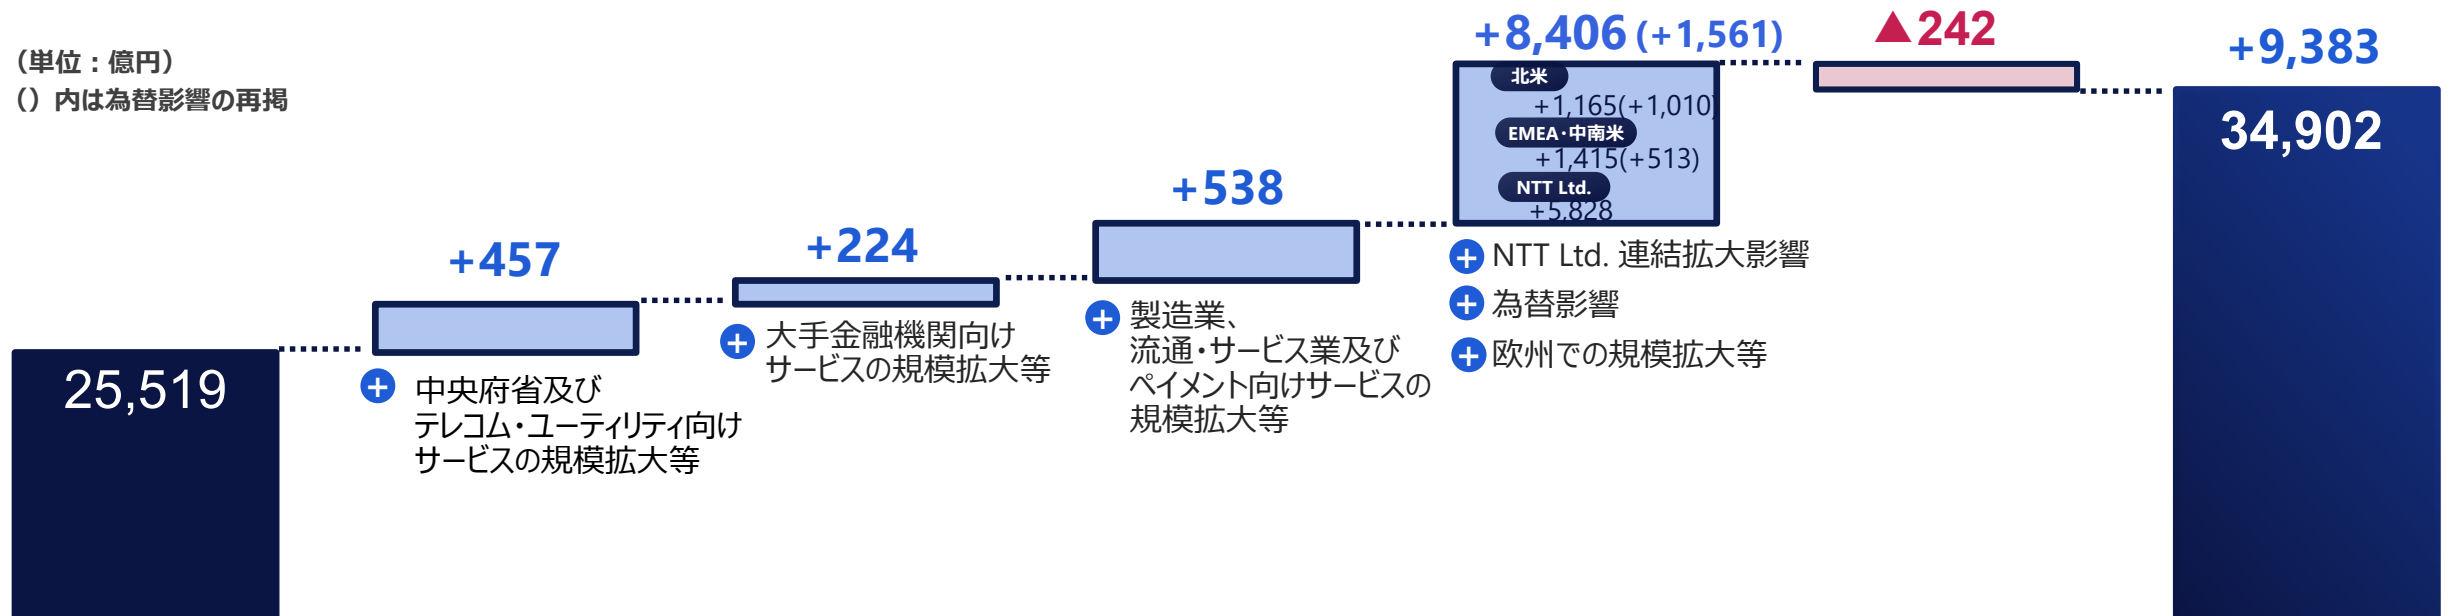 （単位：億円）
（）内は為替影響の再掲
25,519
+457
+
中央府省及び
テレコム・ユーティリティ向け
サービスの規模拡大等
+224
+
大手金融機関向け
サービスの規模拡大等
+538
+
製造業、
流通・サービス業及び
ペイメント向けサービスの
規模拡大等
+8,406 (+1,561)
北米
+1,165(+1,010)
EMEA・中南米
+1,415(+513)
NTT Ltd.
+5,828
+ NTT Ltd. 連結拡大影響
+ 為替影響
+ 欧州での規模拡大等
▲242
+9,383
34,902